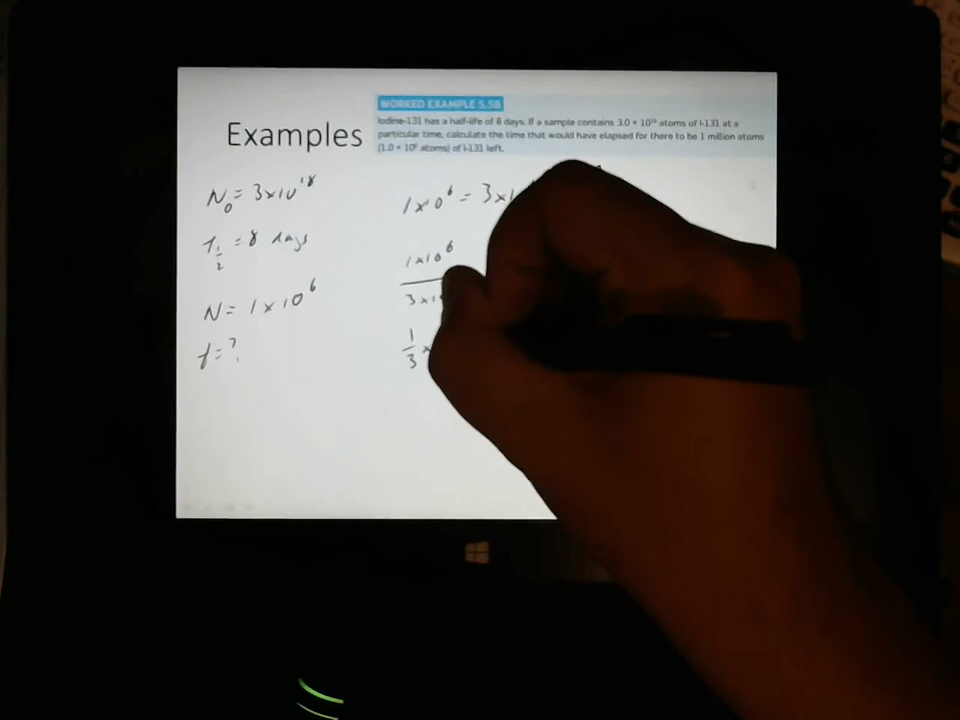 WORKED EXAMPLE 5.5B
Iodine-131 has a half-life of 8 days. If a sample contains 3.0 × 10¹⁸ atoms of I-131 at a
particular time, calculate the time that would have elapsed for there to be 1 million atoms
(1.0 × 10⁶ atoms) of I-131 left.
Examples
N₀ = 3×10¹⁸
T½ = 8 days
N = 1 × 10⁶
t = ?
1×10⁶ = 3×1
1×10⁶
3×1
1/3 ×